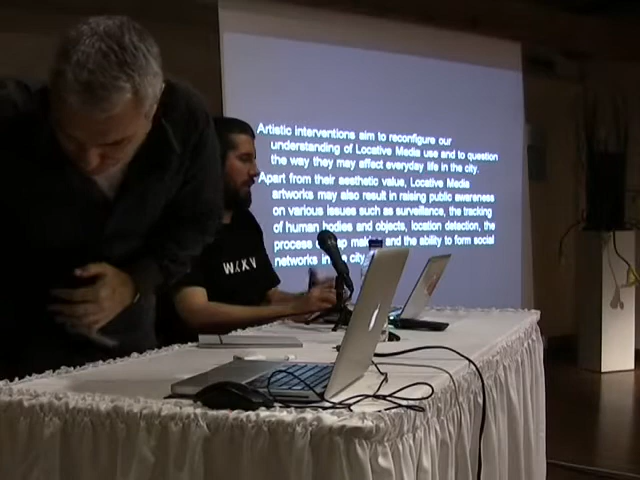 Artistic interventions aim to reconfigure our
understanding of Locative Media use and to question
the way they may affect everyday life in the city.
Apart from their aesthetic value, Locative Media
artworks may also result in raising public awareness
on various issues such as surveillance, the tracking
of human bodies and objects, location detection, the
process map and the ability to form social
networks in city